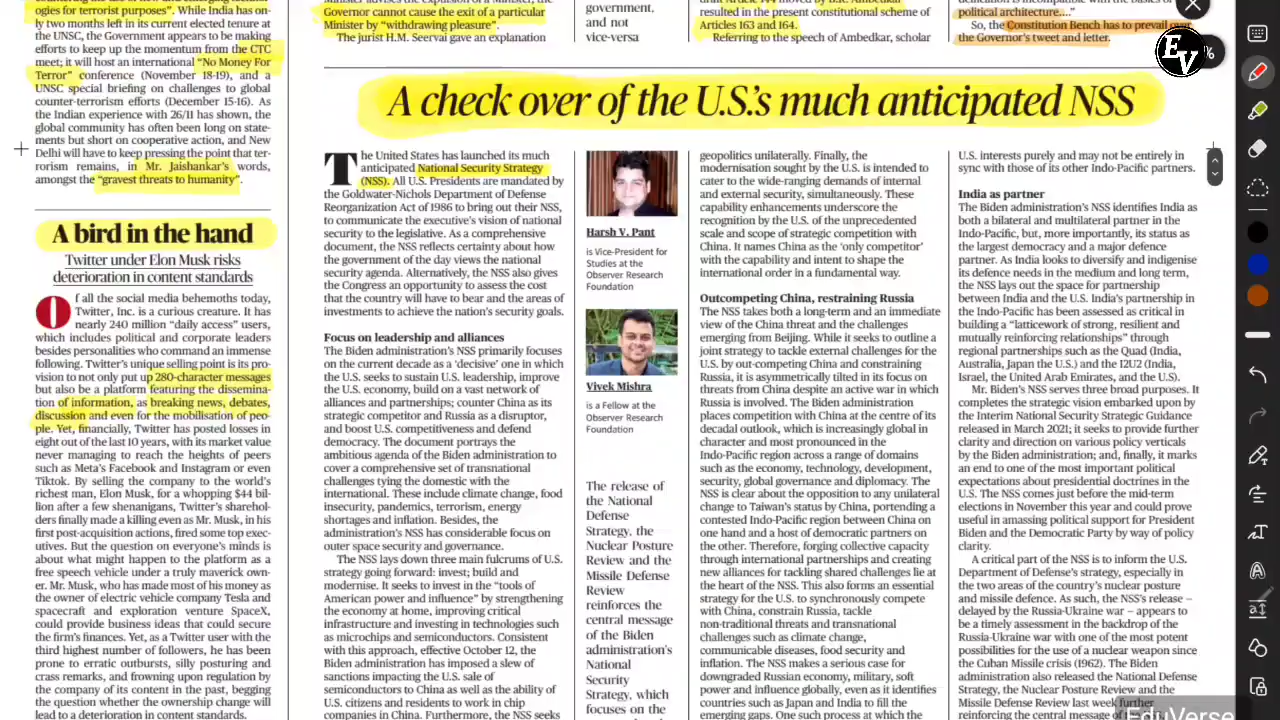 ogies for terrorist purposes”. While India has on-
ly two months left in its current elected tenure at
the UNSC, the Government appears to be making
efforts to keep up the momentum from the CTC
meet; it will host an international “No Money For
Terror” conference (November 18-19), and a
UNSC special briefing on challenges to global
counter-terrorism efforts (December 15-16). As
the Indian experience with 26/11 has shown, the
global community has often been long on state-
ments but short on cooperative action, and New
Delhi will have to keep pressing the point that ter-
rorism remains, in Mr. Jaishankar’s words,
amongst the “gravest threats to humanity”.
A bird in the hand
Twitter under Elon Musk risks
deterioration in content standards
Of all the social media behemoths today,
Twitter, Inc. is a curious creature. It has
nearly 240 million “daily access” users,
which includes political and corporate leaders
besides personalities who command an immense
following. Twitter’s unique selling point is its pro-
vision to not only put up 280-character messages
but also be a platform featuring the dissemina-
tion of information, as breaking news, debates,
discussion and even for the mobilisation of peo-
ple. Yet, financially, Twitter has posted losses in
eight out of the last 10 years, with its market value
never managing to reach the heights of peers
such as Meta’s Facebook and Instagram or even
Tiktok. By selling the company to the world’s
richest man, Elon Musk, for a whopping $44 bil-
lion after a few shenanigans, Twitter’s sharehol-
ders finally made a killing even as Mr. Musk, in his
first post-acquisition actions, fired some top exec-
utives. But the question on everyone’s minds is
about what might happen to the platform as a
free speech vehicle under a truly maverick own-
er. Mr. Musk, who has made most of his money as
the owner of electric vehicle company Tesla and
spacecraft and exploration venture SpaceX,
could provide business ideas that could secure
the firm’s finances. Yet, as a Twitter user with the
third highest number of followers, he has been
prone to erratic outbursts, silly posturing and
crass remarks, and frowning upon regulation by
the company of its content in the past, begging
the question whether ownership change will
lead to a deterioration in content standards.
Governor cannot cause the exit of a particular
Minister by “withdrawing pleasure”.
The jurist H.M. Seervai gave an explanation
government,
and not
vice-versa
resulted in the present constitutional scheme of
Articles 163 and 164.
Referring to the speech of Ambedkar, scholar
political architecture....”
So, the Constitution Bench has to prevail over
the Governor’s tweet and letter.
EV
%
A check over of the U.S.’s much anticipated NSS
The United States has launched its much
anticipated National Security Strategy
(NSS). All U.S. Presidents are mandated by
the Goldwater-Nichols Department of Defense
Reorganization Act of 1986 to bring out their NSS,
to communicate the executive’s vision of national
security to the legislative. As a comprehensive
document, the NSS reflects certainty about how
the government of the day views the national
security agenda. Alternatively, the NSS also gives
the Congress an opportunity to assess the cost
that the country will have to bear and the areas of
investments to achieve the nation’s security goals.
Focus on leadership and alliances
The Biden administration’s NSS primarily focuses
on the current decade as a ‘decisive’ one in which
the U.S. seeks to sustain U.S. leadership, improve
the U.S. economy, build on a vast network of
alliances and partnerships; counter China as its
strategic competitor and Russia as a disruptor,
and boost U.S. competitiveness and defend
democracy. The document portrays the
ambitious agenda of the Biden administration to
cover a comprehensive set of transnational
challenges tying the domestic with the
international. These include climate change, food
insecurity, pandemics, terrorism, energy
shortages and inflation. Besides, the
administration’s NSS has considerable focus on
outer space security and governance.
The NSS lays down three main fulcrums of U.S.
strategy going forward: invest; build and
modernise. It seeks to invest in the “tools of
American power and influence” by strengthening
the economy at home, improving critical
infrastructure and investing in technologies such
as microchips and semiconductors. Consistent
with this approach, effective October 12, the
Biden administration has imposed a slew of
sanctions impacting the U.S. sale of
semiconductors to China as well as the ability of
U.S. citizens and residents to work in chip
companies in China. Furthermore, the NSS seeks
Harsh V. Pant
is Vice-President for
Studies at the
Observer Research
Foundation
Vivek Mishra
is a Fellow at the
Observer Research
Foundation
The release of
the National
Defense
Strategy, the
Nuclear Posture
Review and the
Missile Defense
Review
reinforces the
central message
of the Biden
administration’s
National
Security
Strategy, which
focuses on the
geopolitics unilaterally. Finally, the
modernisation sought by the U.S. is intended to
cater to the wide-ranging demands of internal
and external security, simultaneously. These
capability enhancements underscore the
recognition by the U.S. of the unprecedented
scale and scope of strategic competition with
China. It names China as the ‘only competitor’
with the capability and intent to shape the
international order in a fundamental way.
Outcompeting China, restraining Russia
The NSS takes both a long-term and an immediate
view of the China threat and the challenges
emerging from Beijing. While it seeks to outline a
joint strategy to tackle external challenges for the
U.S. by out-competing China and constraining
Russia, it is asymmetrically tilted in its focus on
threats from China despite an active war in which
Russia is involved. The Biden administration
places competition with China at the centre of its
decadal outlook, which is increasingly global in
character and most pronounced in the
Indo-Pacific region across a range of domains
such as the economy, technology, development,
security, global governance and diplomacy. The
NSS is clear about the opposition to any unilateral
change to Taiwan’s status by China, portending a
contested Indo-Pacific region between China on
one hand and a host of democratic partners on
the other. Therefore, forging collective capacity
through international partnerships and creating
new alliances for tackling shared challenges lie at
the heart of the NSS. This also forms an essential
strategy for the U.S. to synchronously compete
with China, constrain Russia, tackle
non-traditional threats and transnational
challenges such as climate change,
communicable diseases, food security and
inflation. The NSS makes a serious case for
downgraded Russian economy, military, soft
power and influence globally, even as it identifies
countries such as Japan and India to fill the
emerging gaps. One such process at which the
U.S. interests purely and may not be entirely in
sync with those of its other Indo-Pacific partners.
India as partner
The Biden administration’s NSS identifies India as
both a bilateral and multilateral partner in the
Indo-Pacific, but, more importantly, its status as
the largest democracy and a major defence
partner. As India looks to diversify and indigenise
its defence needs in the medium and long term,
the NSS lays out the space for partnership
between India and the U.S. India’s partnership in
the Indo-Pacific has been assessed as critical in
building a “latticework of strong, resilient and
mutually reinforcing relationships” through
regional partnerships such as the Quad (India,
Australia, Japan the U.S.) and the I2U2 (India,
Israel, the United Arab Emirates, and the U.S.).
Mr. Biden’s NSS serves three broad purposes. It
completes the strategic vision embarked upon by
the Interim National Security Strategic Guidance
released in March 2021; it seeks to provide further
clarity and direction on various policy verticals
by the Biden administration; and, finally, it marks
an end to one of the most important political
expectations about presidential doctrines in the
U.S. The NSS comes just before the mid-term
elections in November this year and could prove
useful in amassing political support for President
Biden and the Democratic Party by way of policy
clarity.
A critical part of the NSS is to inform the U.S.
Department of Defense’s strategy, especially in
the two areas of the country’s nuclear posture
and missile defence. As such, the NSS’s release –
delayed by the Russia-Ukraine war – appears to
be a timely assessment in the backdrop of the
Russia-Ukraine war with one of the most potent
possibilities for the use of a nuclear weapon since
the Cuban Missile crisis (1962). The Biden
administration also released the National Defense
Strategy, the Nuclear Posture Review and the
Missile Defense Review last week further
reinforcing the central message of
EduVerse